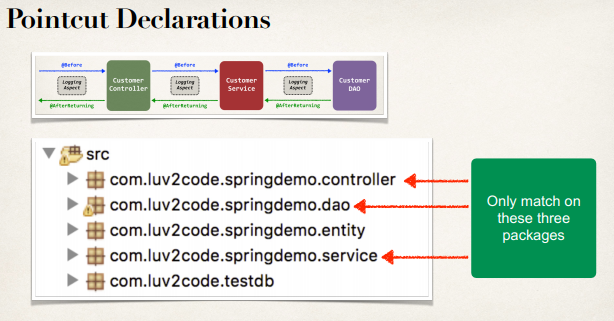 Pointcut Declarations
@Before
@Before
@Before
Logging
Aspect
Customer
Controller
Logging
Aspect
Customer
Service
Logging
Aspect
Customer
DAO
@AfterReturning
@AfterReturning
@AfterReturning
src
com.luv2code.springdemo.controller
com.luv2code.springdemo.dao
com.luv2code.springdemo.entity
com.luv2code.springdemo.service
com.luv2code.testdb
Only match on
these three
packages